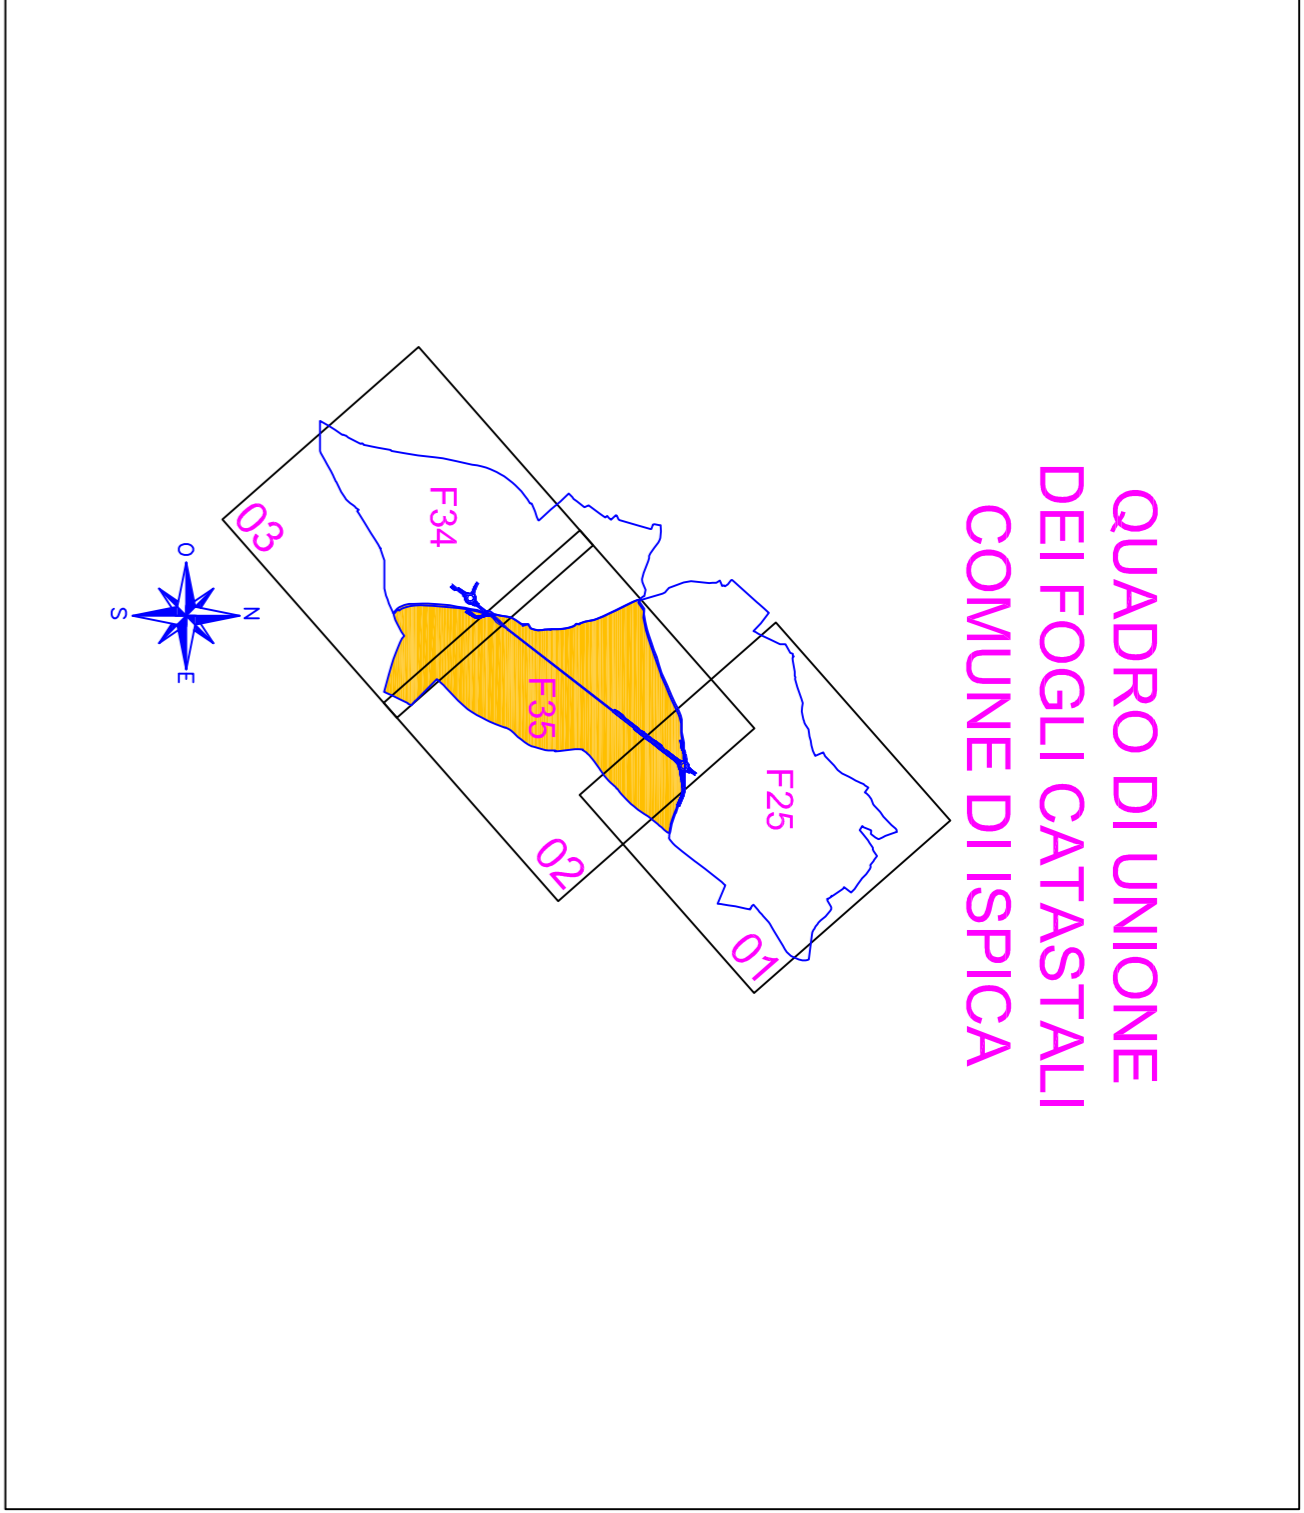 QUADRO DI UNIONE
DEI FOGLI CATASTALI
COMUNE DI ISPICA
F25
F35
F34
01
02
03
N
O
E
S